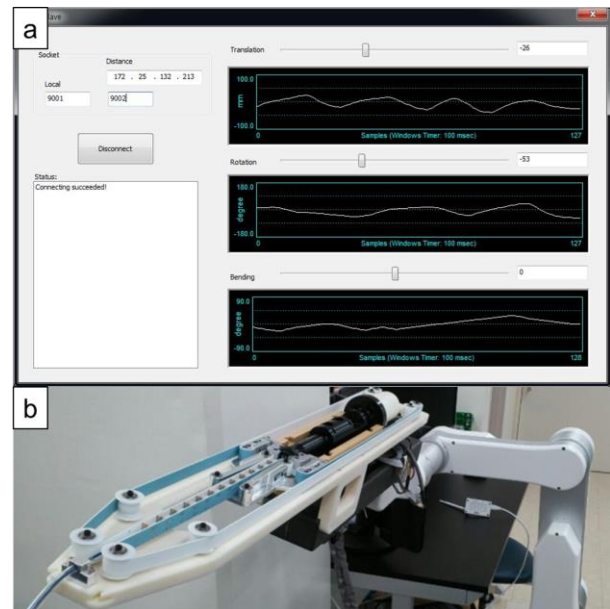 a
ave
Socket
Distance
172 . 25 . 132 . 213
Local
9001
9002
Disconnect
Status:
Connecting succeeded!
Translation
-26
100.0
mm
-100.0
0
Samples (Windows Timer: 100 msec)
127
Rotation
-53
180.0
degree
-180.0
0
Samples (Windows Timer: 100 msec)
127
Bending
0
90.0
degree
-90.0
0
Samples (Windows Timer: 100 msec)
128
b